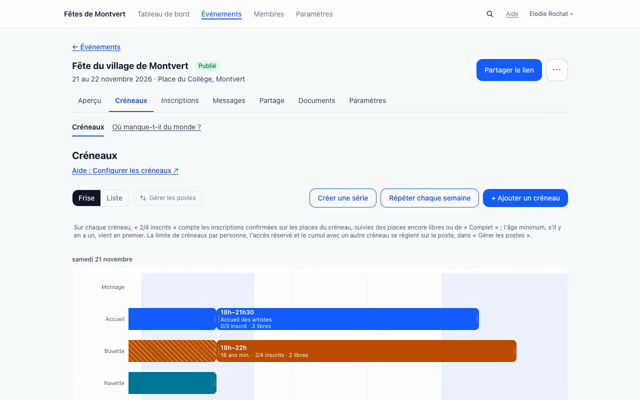 Fêtes de Montvert Tableau de bord Événements Membres Paramètres Aide Élodie Rochat
← Événements
Fête du village de Montvert Publié
21 au 22 novembre 2026 · Place du Collège, Montvert
Partager le lien ...
Aperçu Créneaux Inscriptions Messages Partage Documents Paramètres
Créneaux Où manque-t-il du monde ?
Créneaux
Aide : Configurer les créneaux ↗
Frise Liste Gérer les postes Créer une série Répéter chaque semaine + Ajouter un créneau
Sur chaque créneau, « 2/4 inscrits » compte les inscriptions confirmées sur les places du créneau, suivies des places encore libres ou de « Complet » ; l'âge minimum, s'il y
en a un, vient en premier. La limite de créneaux par personne, l'accès réservé et le cumul avec un autre créneau se règlent sur le poste, dans « Gérer les postes ».
samedi 21 novembre
Montage
Accueil
18h–21h30
Accueil des artistes
0/3 inscrit · 3 libres
Buvette
18h–22h
18 ans min. · 2/4 inscrits · 2 libres
Navette